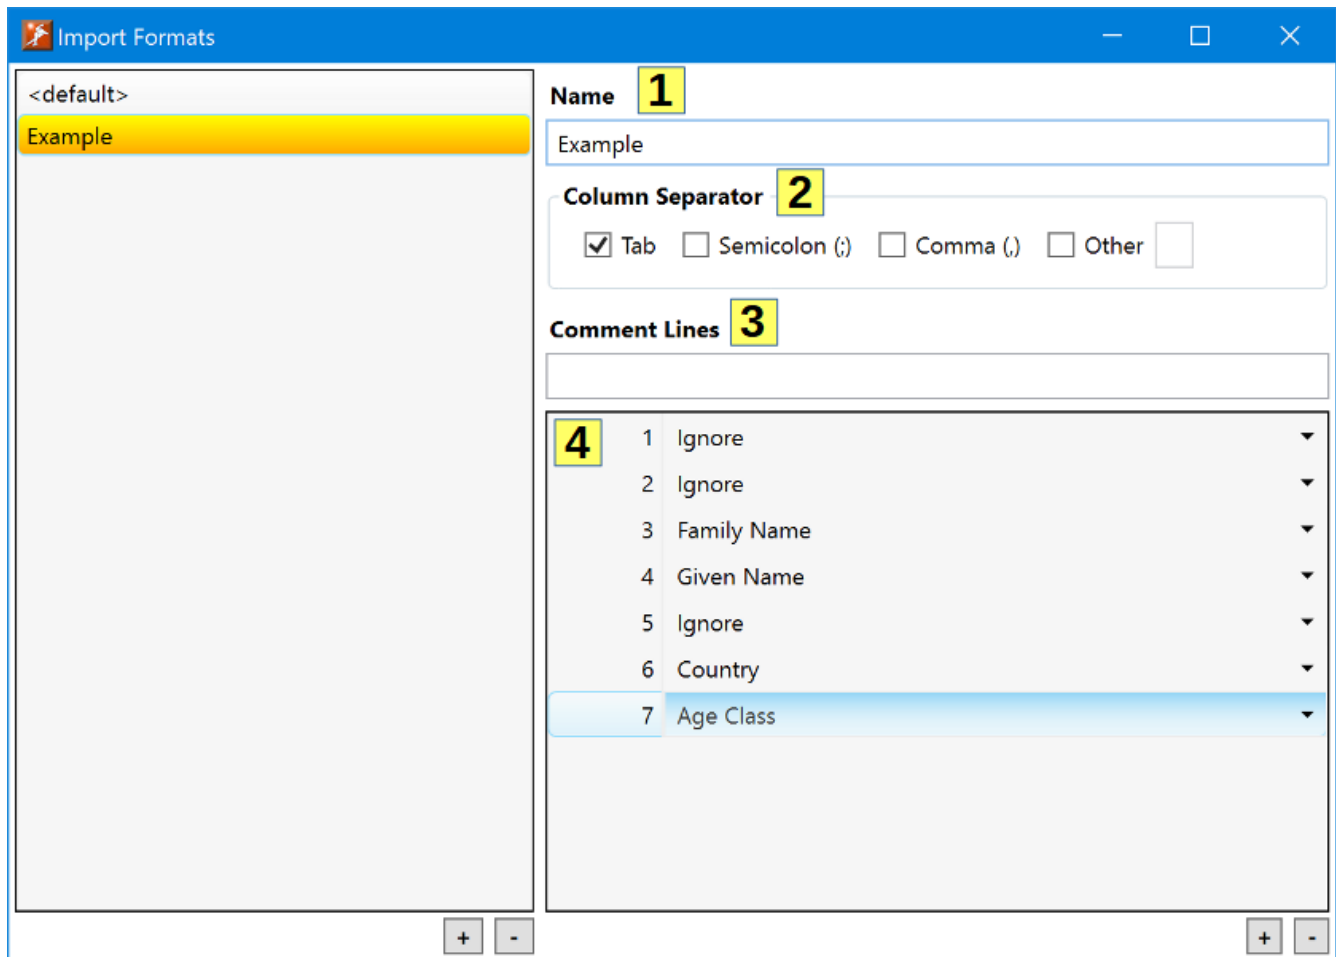 Import Formats
<default>
Example
Name 1
Example
Column Separator 2
Tab Semicolon (;) Comma (,) Other
Comment Lines 3
4 1 Ignore
2 Ignore
3 Family Name
4 Given Name
5 Ignore
6 Country
7 Age Class
+ - + -